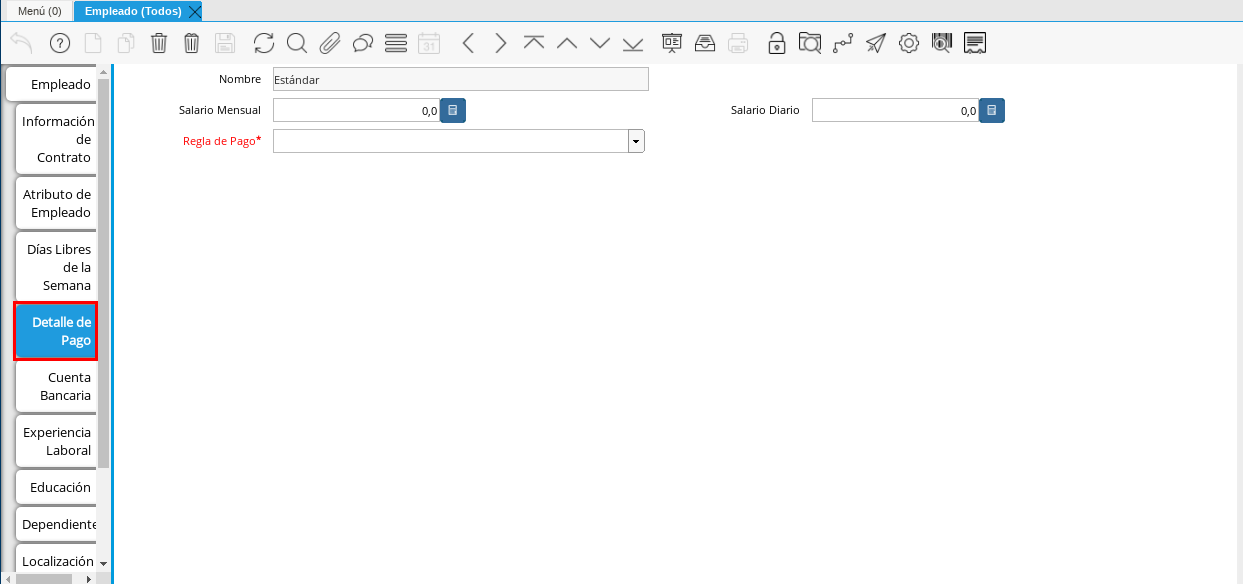 Menú (0)
Empleado (Todos)
31
Empleado
Información
de
Contrato
Atributo de
Empleado
Días Libres
de la
Semana
Detalle de
Pago
Cuenta
Bancaria
Experiencia
Laboral
Educación
Dependiente
Localización
Nombre
Estándar
Salario Mensual
0,0
Salario Diario
0,0
Regla de Pago*